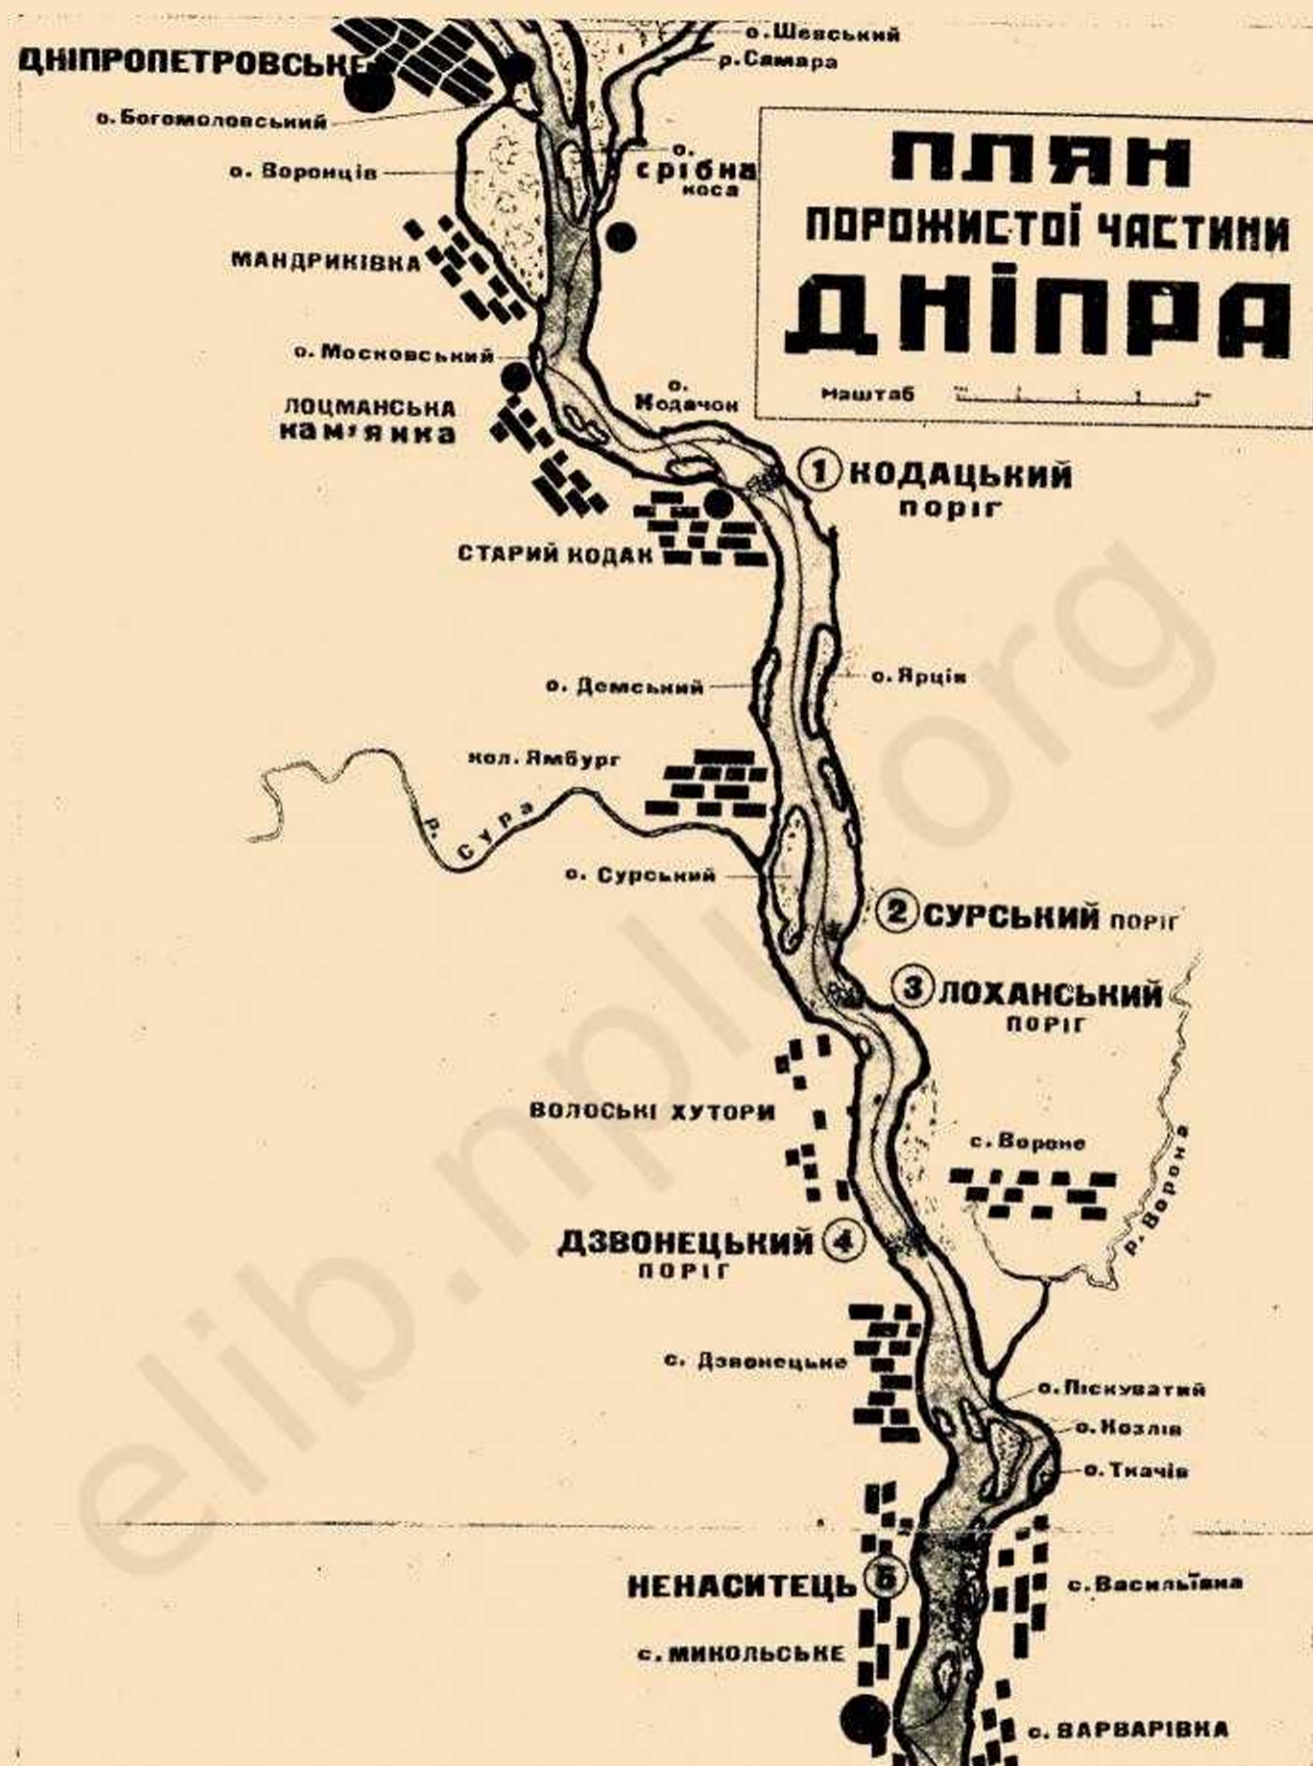 о. Шевський
ДНІПРОПЕТРОВСЬКЕ
р. Самара
о. Богомоловський
ПЛЯН
ПОРОЖИСТОЇ ЧАСТИНИ
ДНІПРА
маштаб
о. Воронців
о.
срібна
коса
МАНДРИКІВКА
о. Московський
о.
Кодачок
ЛОЦМАНСЬКА
кам'янка
1 КОДАЦЬКИЙ
поріг
СТАРИЙ КОДАК
о. Демський
о. Ярців
кол. Ямбург
р. Сура
о. Сурський
2 СУРСЬКИЙ ПОРІГ
3 ЛОХАНСЬКИЙ
ПОРІГ
ВОЛОСЬКІ ХУТОРИ
с. Вороне
р. Ворона
ДЗВОНЕЦЬКИЙ 4
ПОРІГ
с. Дзвонецьке
о. Піскуватий
о. Козлів
о. Ткачів
НЕНАСИТЕЦЬ 5
с. Васильївка
с. МИКОЛЬСЬКЕ
с. ВАРВАРІВКА
elib.nplu.org